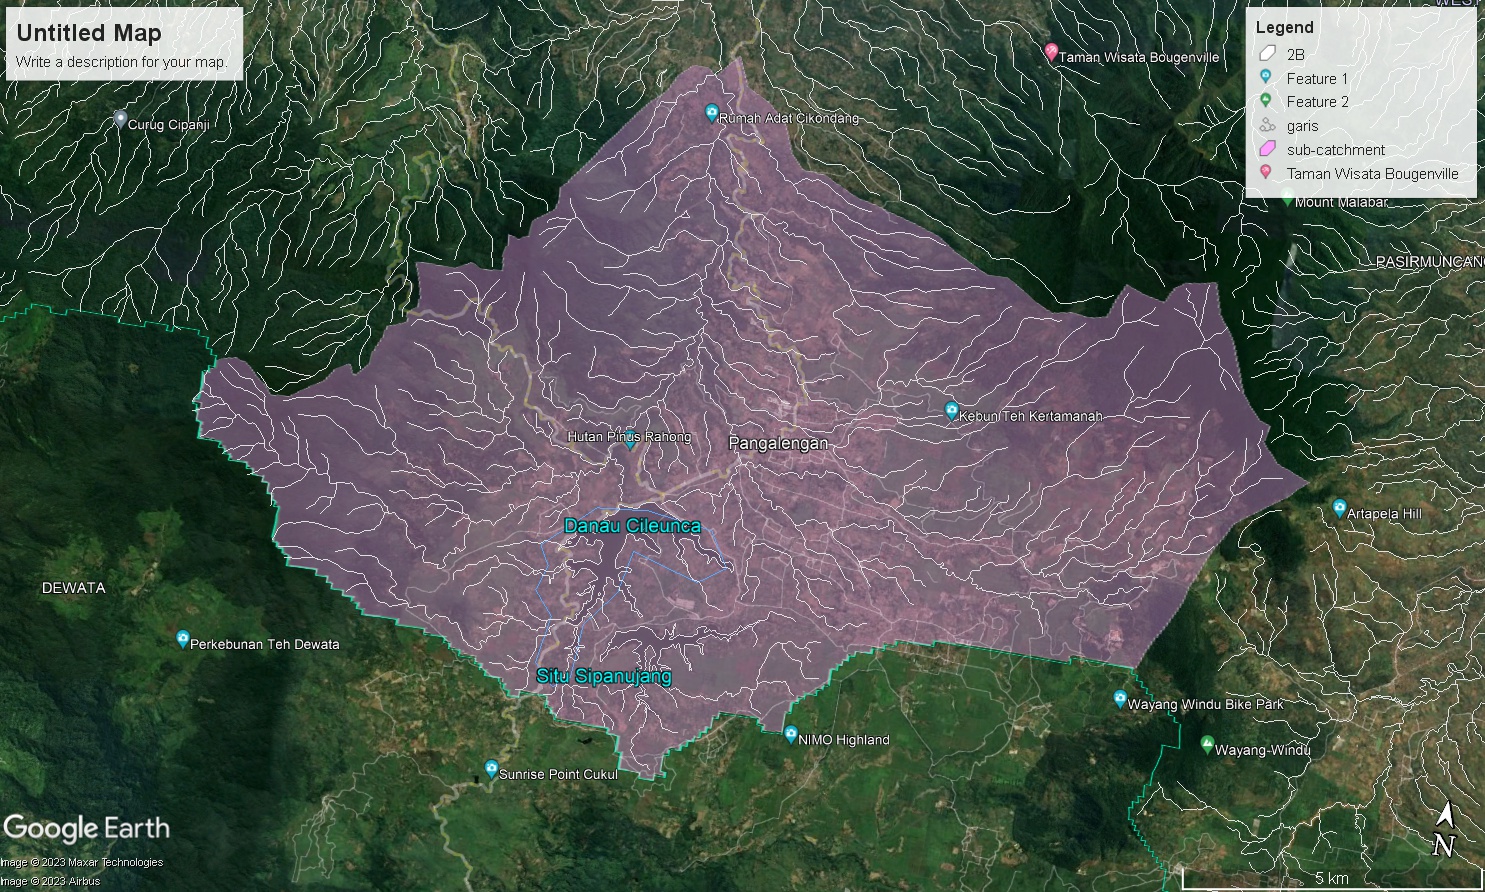 Untitled Map
Write a description for your map.
Legend
2B
Feature 1
Feature 2
garis
sub-catchment
Taman Wisata Bougenville
Taman Wisata Bougenville
Curug Cipanji
Rumah Adat Cikondang
Mount Malabar
PASIRMUNCANG
Kebun Teh Kertamanah
Hutan Pinus Rahong
Pangalengan
Artapela Hill
Danau Cileunca
DEWATA
Perkebunan Teh Dewata
Situ Sipanujang
Wayang Windu Bike Park
NIMO Highland
Wayang-Windu
Sunrise Point Cukul
Google Earth
Image © 2023 Maxar Technologies
Image © 2023 Airbus
N
5 km